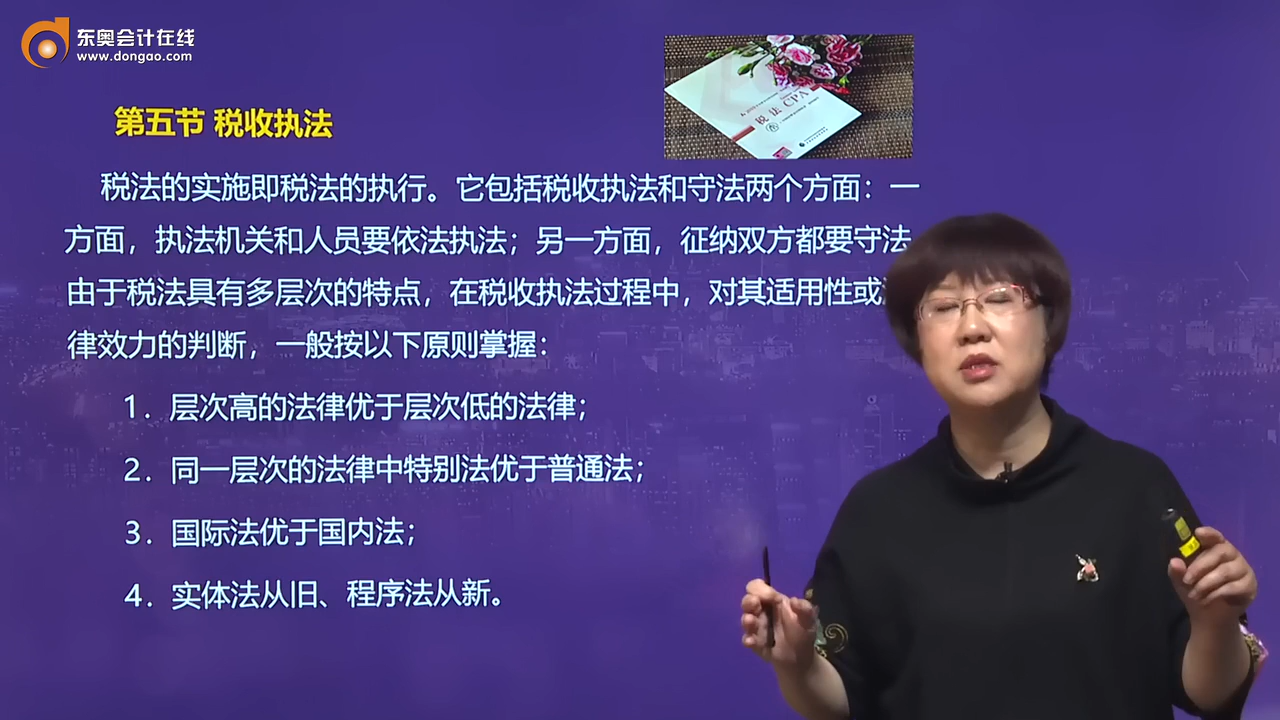 东奥会计在线
www.dongao.com
税法 CPA
第五节 税收执法
税法的实施即税法的执行。它包括税收执法和守法两个方面：一
方面，执法机关和人员要依法执法；另一方面，征纳双方都要守法
由于税法具有多层次的特点，在税收执法过程中，对其适用性或
律效力的判断，一般按以下原则掌握：
1．层次高的法律优于层次低的法律；
2．同一层次的法律中特别法优于普通法；
3．国际法优于国内法；
4．实体法从旧、程序法从新。